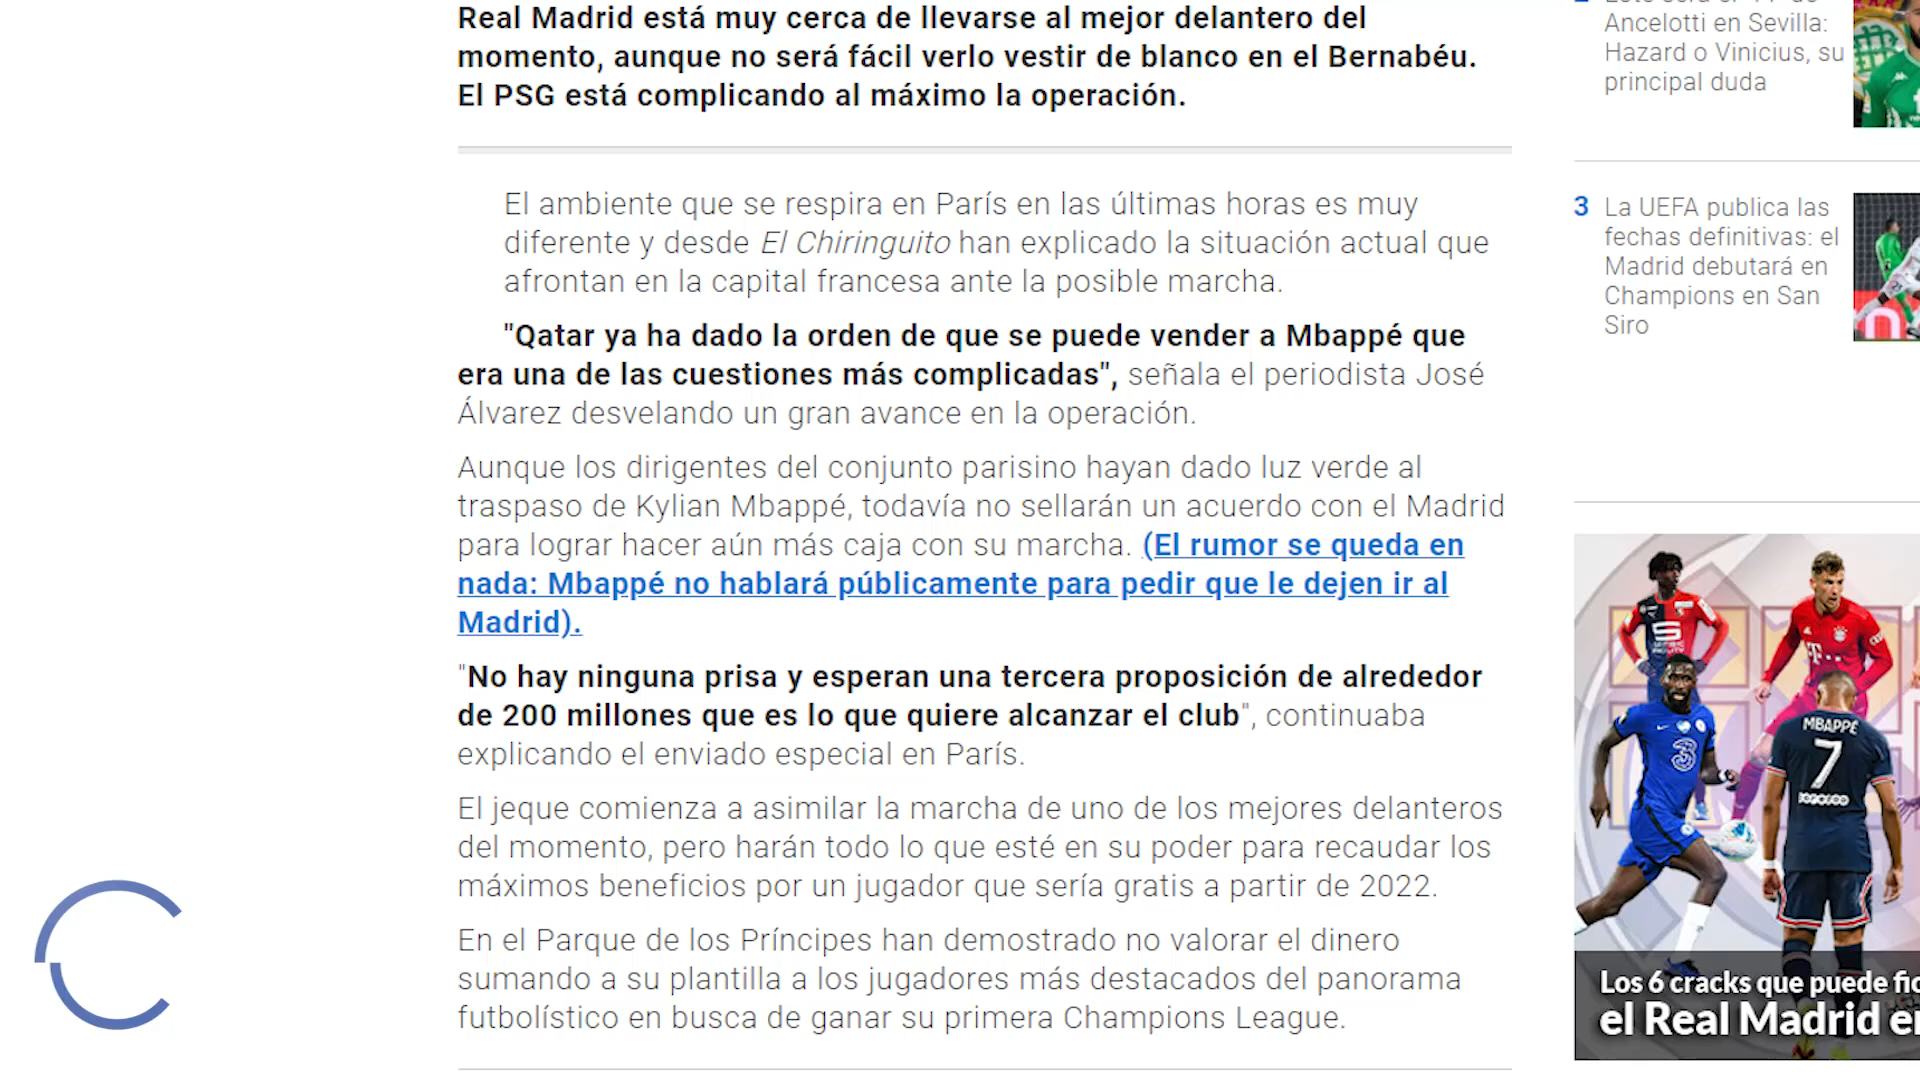 Real Madrid está muy cerca de llevarse al mejor delantero del
momento, aunque no será fácil verlo vestir de blanco en el Bernabéu.
El PSG está complicando al máximo la operación.
El ambiente que se respira en París en las últimas horas es muy
diferente y desde El Chiringuito han explicado la situación actual que
afrontan en la capital francesa ante la posible marcha.
"Qatar ya ha dado la orden de que se puede vender a Mbappé que
era una de las cuestiones más complicadas", señala el periodista José
Álvarez desvelando un gran avance en la operación.
Aunque los dirigentes del conjunto parisino hayan dado luz verde al
traspaso de Kylian Mbappé, todavía no sellarán un acuerdo con el Madrid
para lograr hacer aún más caja con su marcha. (El rumor se queda en
nada: Mbappé no hablará públicamente para pedir que le dejen ir al
Madrid).
"No hay ninguna prisa y esperan una tercera proposición de alrededor
de 200 millones que es lo que quiere alcanzar el club", continuaba
explicando el enviado especial en París.
El jeque comienza a asimilar la marcha de uno de los mejores delanteros
del momento, pero harán todo lo que esté en su poder para recaudar los
máximos beneficios por un jugador que sería gratis a partir de 2022.
En el Parque de los Príncipes han demostrado no valorar el dinero
sumando a su plantilla a los jugadores más destacados del panorama
futbolístico en busca de ganar su primera Champions League.
Ancelotti en Sevilla:
Hazard o Vinicius, su
principal duda
3 La UEFA publica las
fechas definitivas: el
Madrid debutará en
Champions en San
Siro
MBAPPÉ
7
3
Los 6 cracks que puede fic
el Real Madrid e